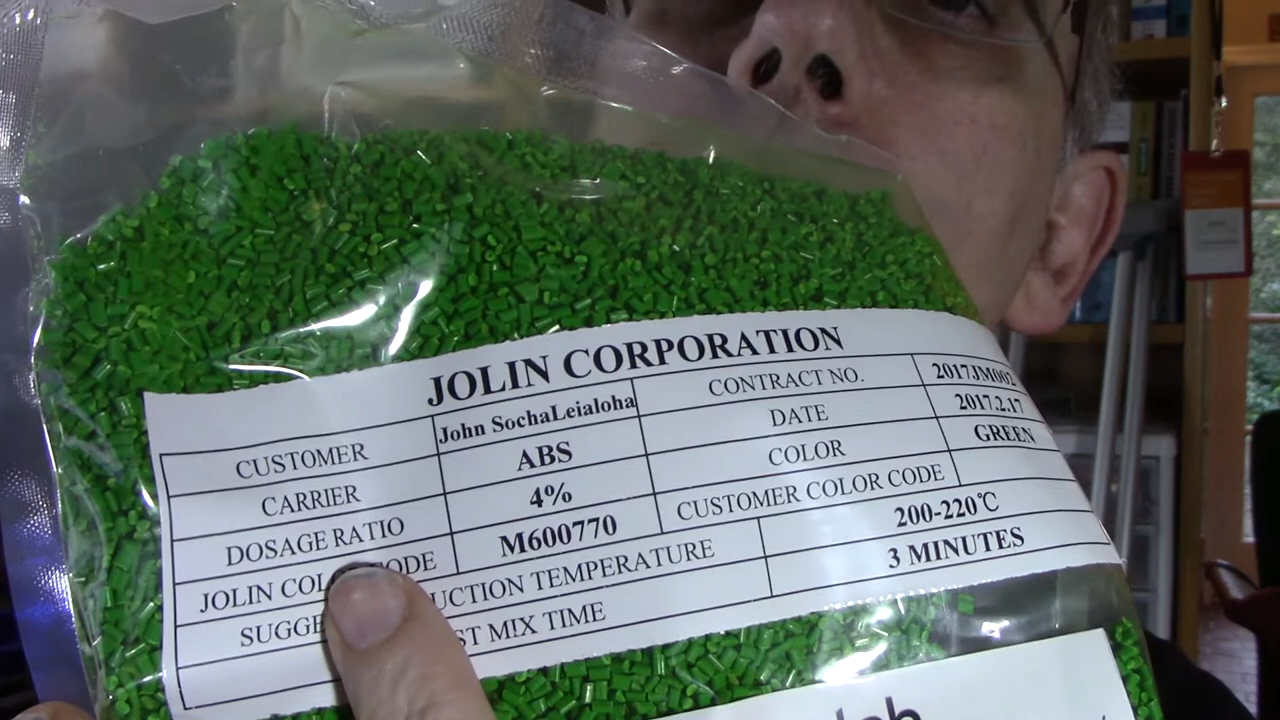 JOLIN CORPORATION
CUSTOMER John SochaLeialoha CONTRACT NO. 2017JM002
CARRIER ABS DATE 2017.2.17
DOSAGE RATIO 4% COLOR GREEN
JOLIN COL ODE M600770 CUSTOMER COLOR CODE
SUGGE UCTION TEMPERATURE 200-220℃
ST MIX TIME 3 MINUTES